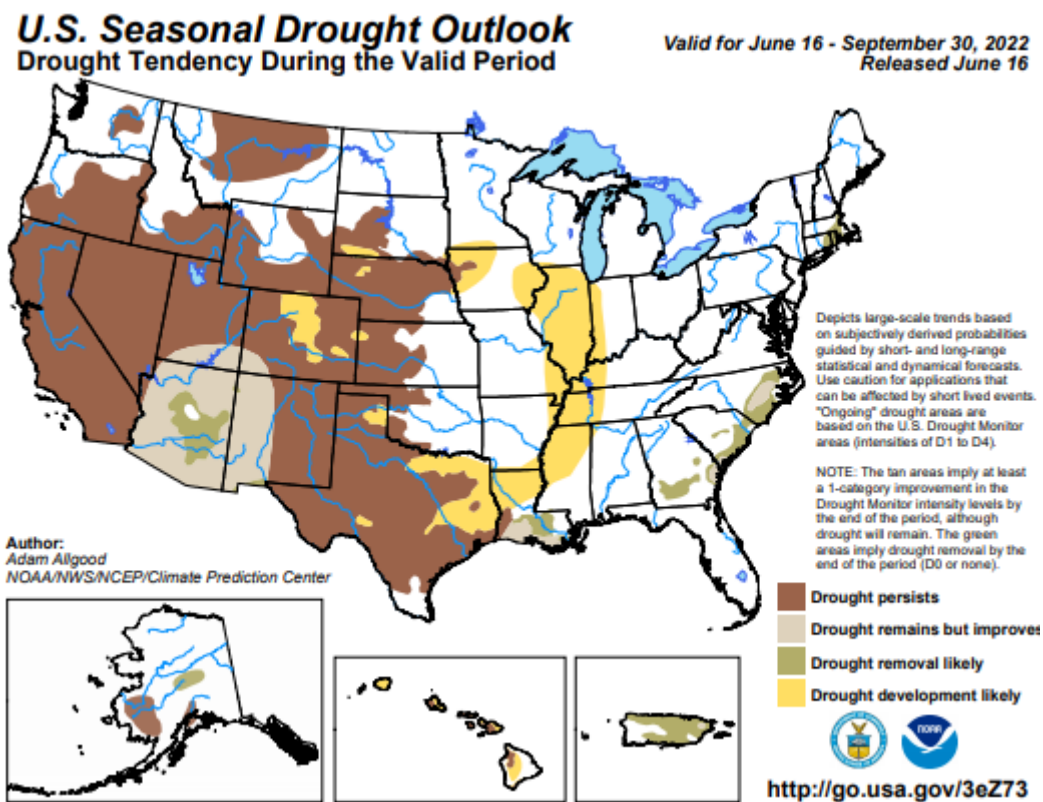 U.S. Seasonal Drought Outlook
Drought Tendency During the Valid Period
Valid for June 16 - September 30, 2022
Released June 16
Depicts large-scale trends based
on subjectively derived probabilities
guided by short- and long-range
statistical and dynamical forecasts.
Use caution for applications that
can be affected by short lived events.
"Ongoing" drought areas are
based on the U.S. Drought Monitor
areas (intensities of D1 to D4).
NOTE: The tan areas imply at least
a 1-category improvement in the
Drought Monitor intensity levels by
the end of the period, although
drought will remain. The green
areas imply drought removal by the
end of the period (D0 or none).
Author:
Adam Allgood
NOAA/NWS/NCEP/Climate Prediction Center
Drought persists
Drought remains but improves
Drought removal likely
Drought development likely
NOAA
http://go.usa.gov/3eZ73